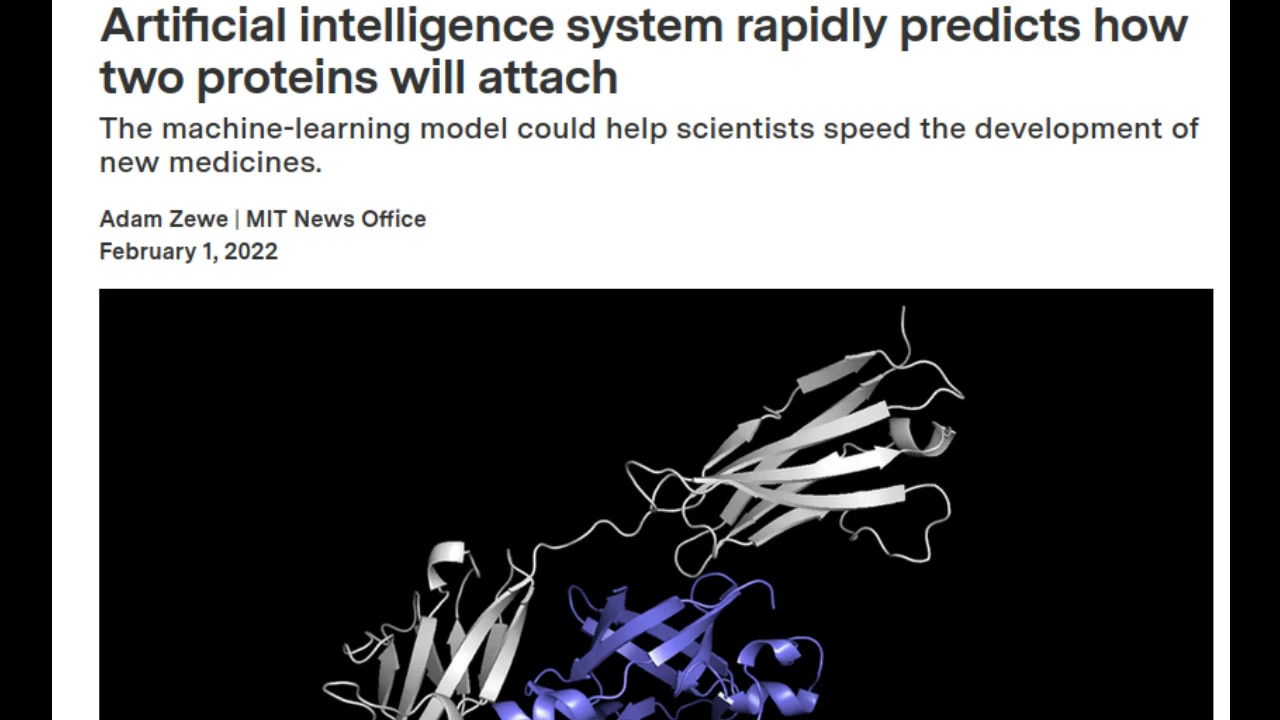 Artificial intelligence system rapidly predicts how
two proteins will attach
The machine-learning model could help scientists speed the development of
new medicines.
Adam Zewe | MIT News Office
February 1, 2022